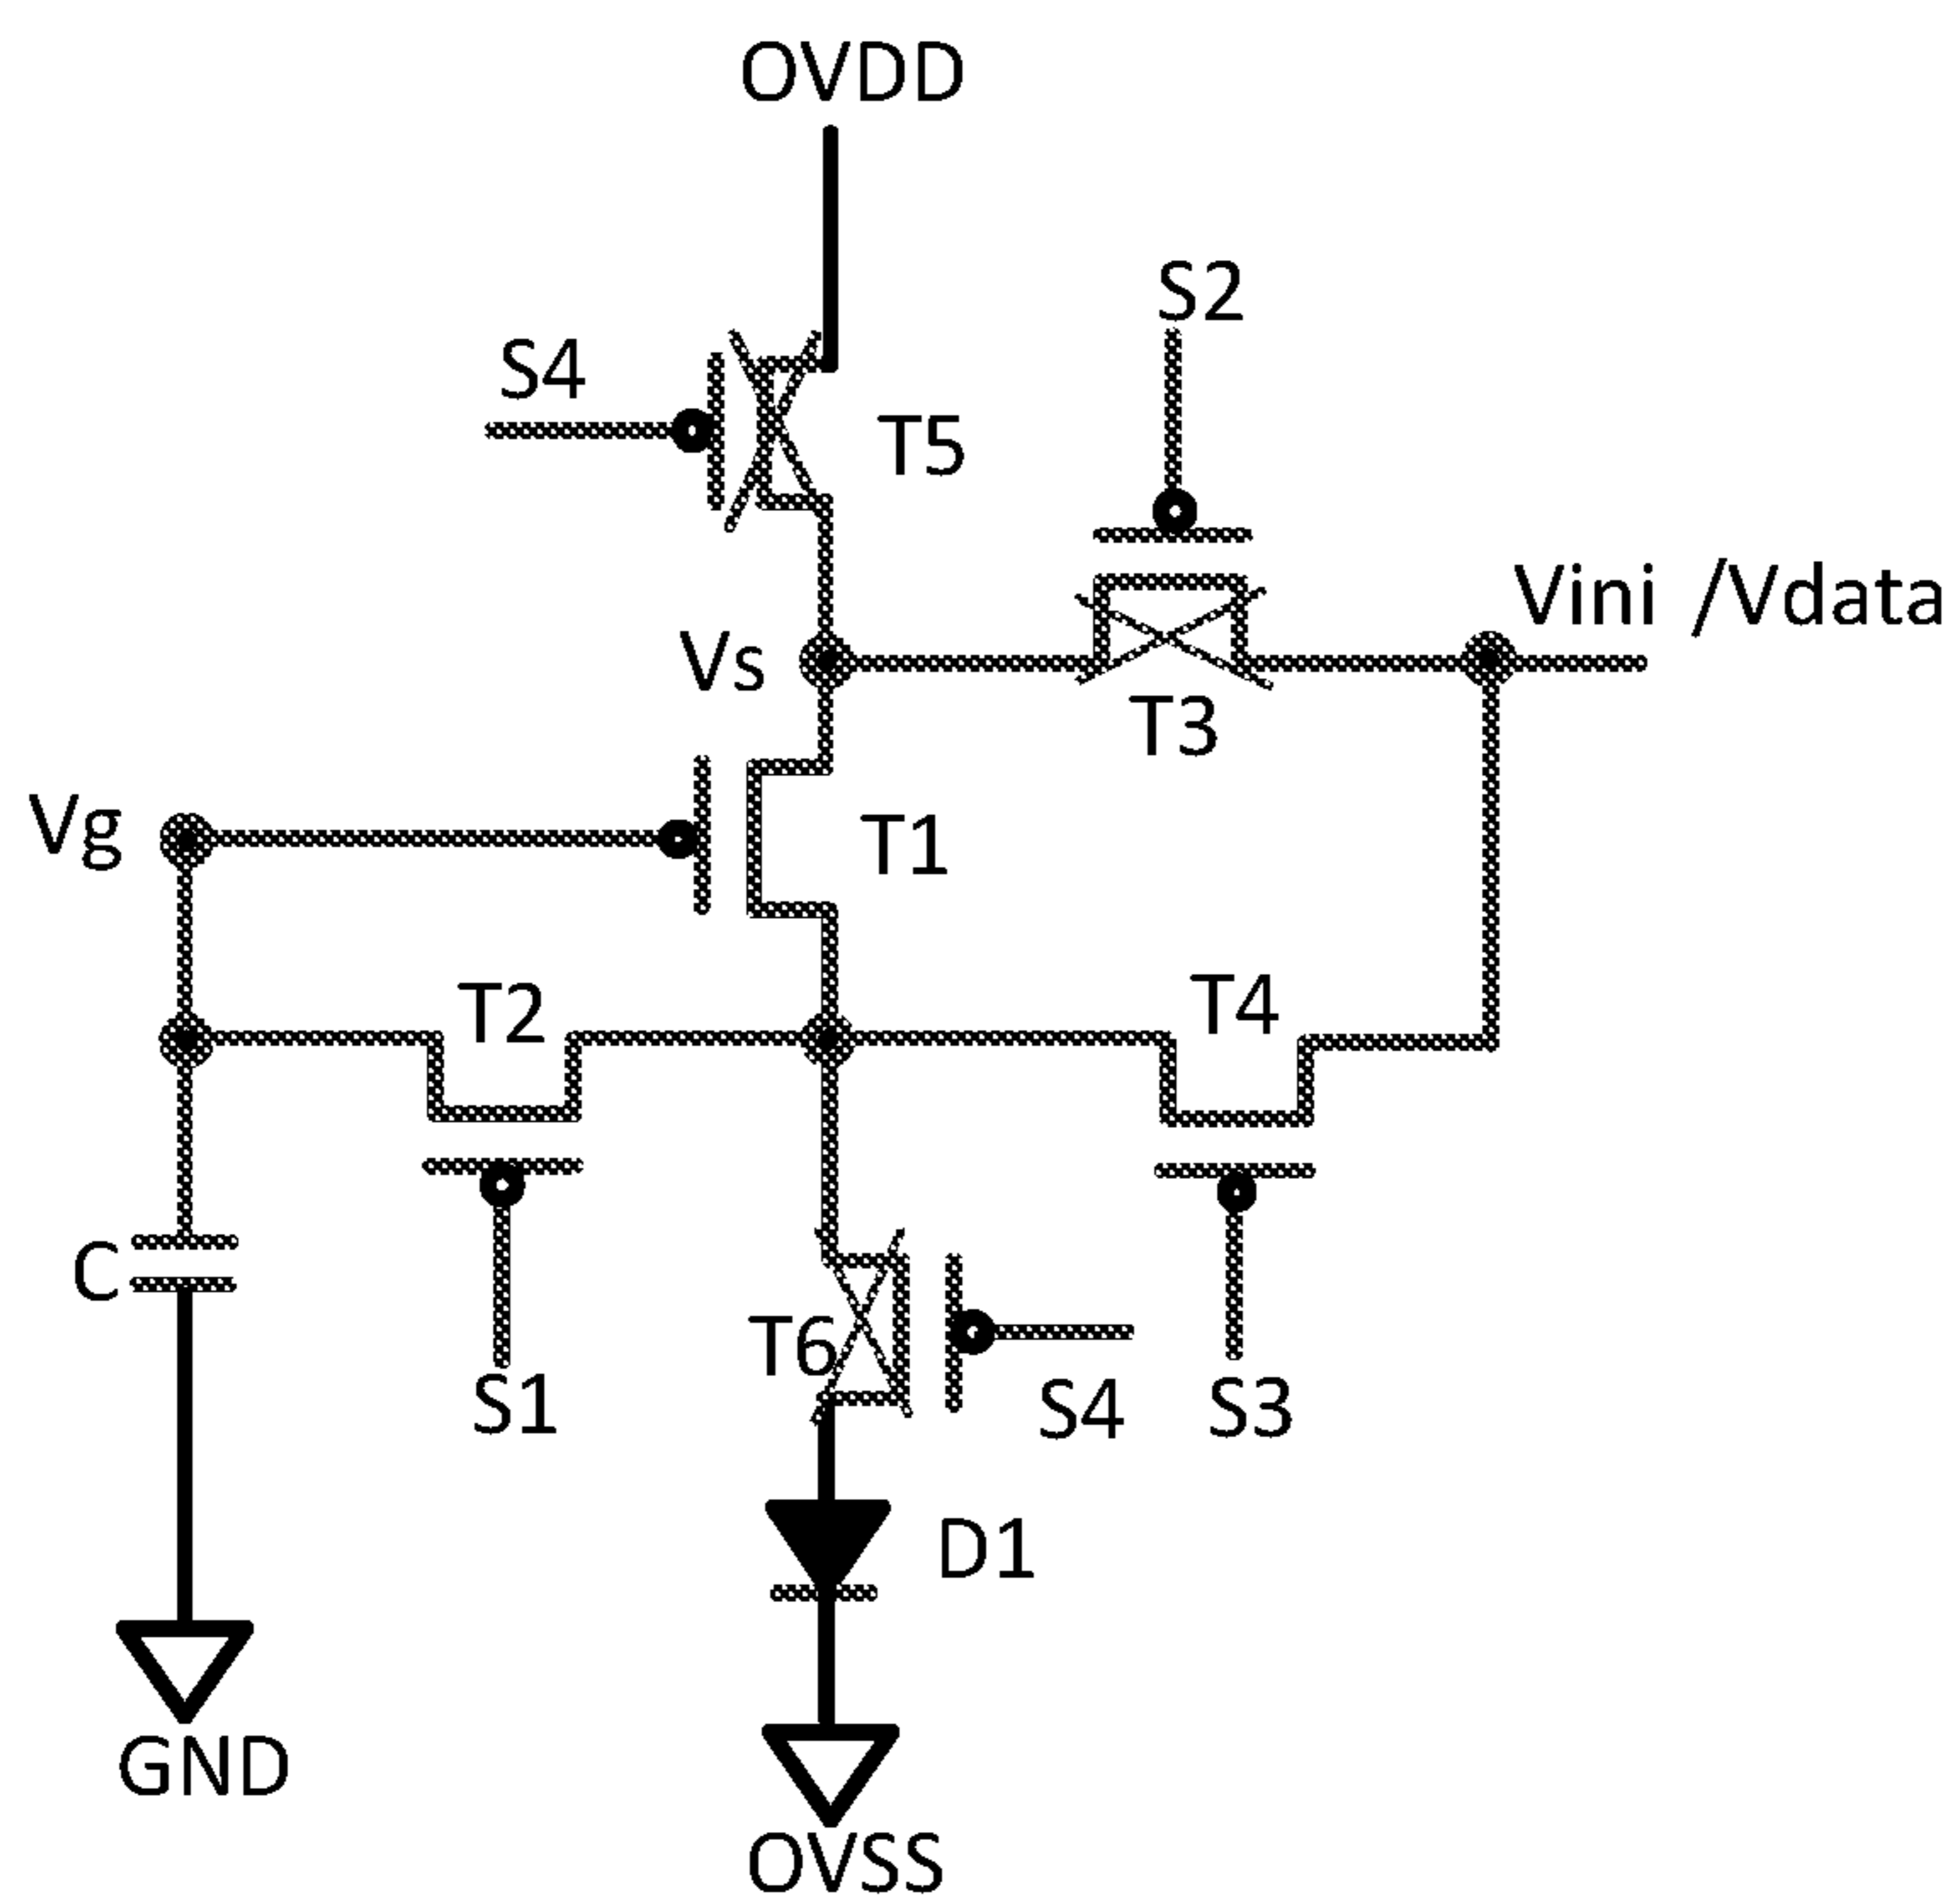 OVDD
S2
S4
T5
Vini /Vdata
Vs
T3
Vg
T1
T2
T4
C
T6
S1
S4
S3
D1
GND
OVSS